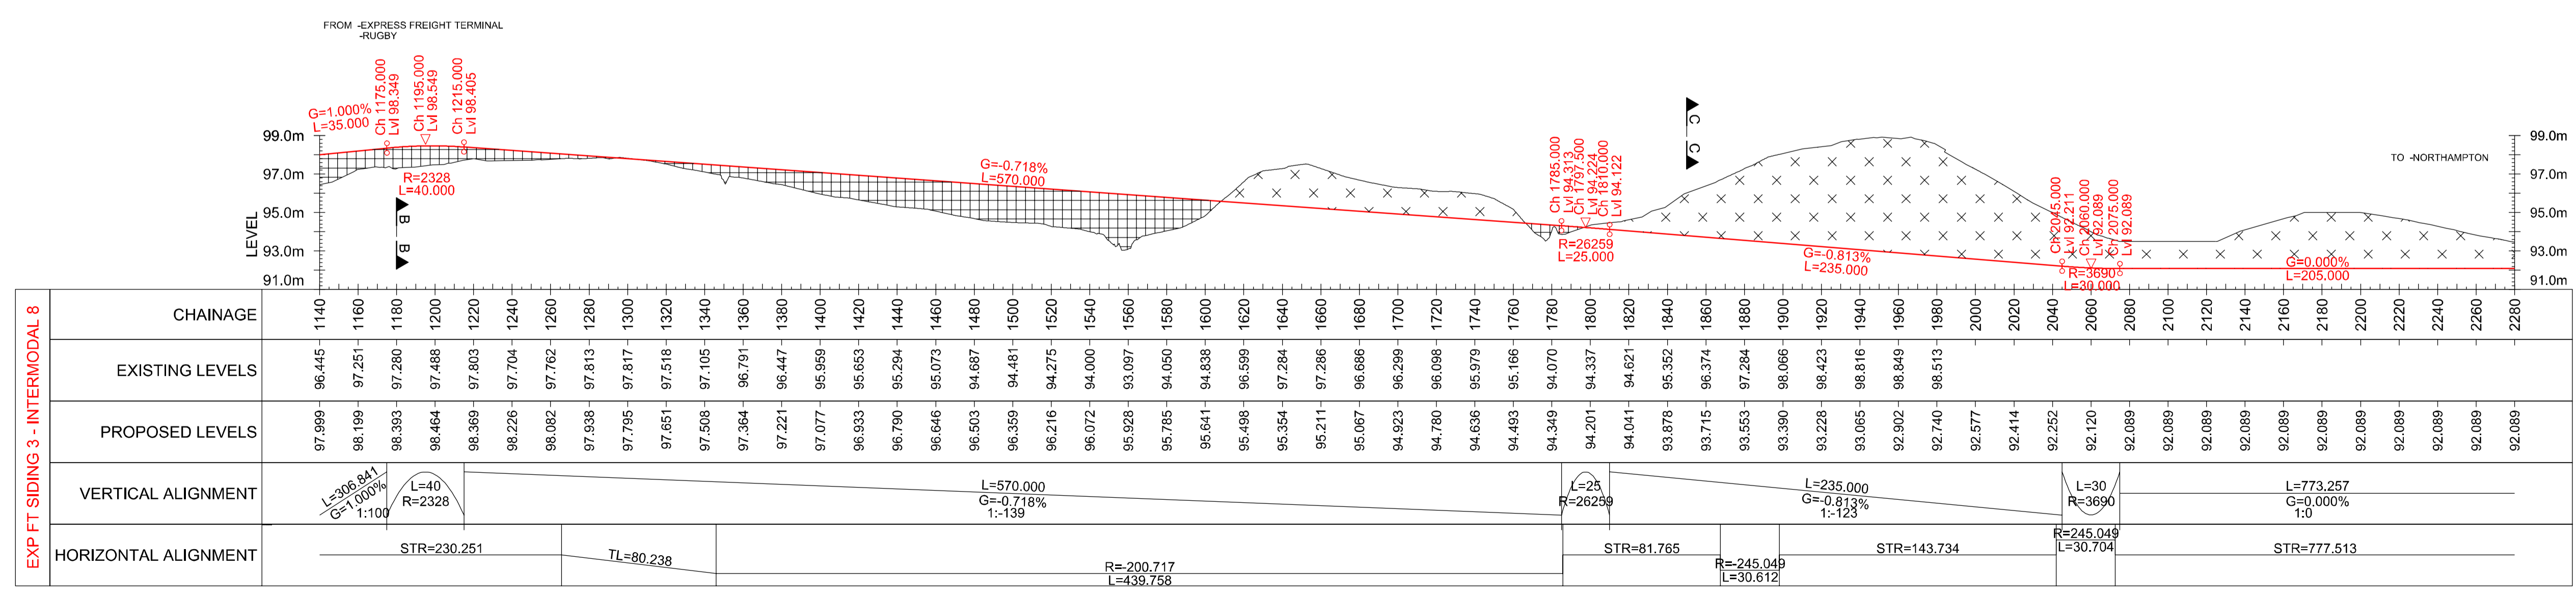 FROM -EXPRESS FREIGHT TERMINAL
-RUGBY
G=1.000%
L=35.000
Ch 1175.000
Lvl 98.349
Ch 1195.000
Lvl 98.549
Ch 1215.000
Lvl 98.405
R=2328
L=40.000
B
B
G=-0.718%
L=570.000
Ch 1785.000
Lvl 94.313
Ch 1797.500
Lvl 94.224
Ch 1810.000
Lvl 94.122
R=26259
L=25.000
C
C
G=-0.813%
L=235.000
Ch 2045.000
Lvl 92.211
Ch 2060.000
Lvl 92.089
Ch 2075.000
Lvl 92.089
R=3690
L=30.000
G=0.000%
L=205.000
TO -NORTHAMPTON
LEVEL
99.0m
97.0m
95.0m
93.0m
91.0m
99.0m
97.0m
95.0m
93.0m
91.0m
EXP FT SIDING 3 - INTERMODAL 8
CHAINAGE
1140 1160 1180 1200 1220 1240 1260 1280 1300 1320 1340 1360 1380 1400 1420 1440 1460 1480 1500 1520 1540 1560 1580 1600 1620 1640 1660 1680 1700 1720 1740 1760 1780 1800 1820 1840 1860 1880 1900 1920 1940 1960 1980 2000 2020 2040 2060 2080 2100 2120 2140 2160 2180 2200 2220 2240 2260 2280
EXISTING LEVELS
96.445 97.251 97.280 97.488 97.803 97.704 97.762 97.813 97.817 97.518 97.105 96.791 96.447 95.959 95.653 95.294 95.073 94.687 94.481 94.275 94.000 93.097 94.050 94.838 96.599 97.284 97.286 96.686 96.299 96.098 95.979 95.166 94.070 94.337 94.621 95.352 96.374 97.284 98.066 98.423 98.816 98.849 98.513
PROPOSED LEVELS
97.999 98.199 98.393 98.464 98.369 98.226 98.082 97.938 97.795 97.651 97.508 97.364 97.221 97.077 96.933 96.790 96.646 96.503 96.359 96.216 96.072 95.928 95.785 95.641 95.498 95.354 95.211 95.067 94.923 94.780 94.636 94.493 94.349 94.201 94.041 93.878 93.715 93.553 93.390 93.228 93.065 92.902 92.740 92.577 92.414 92.252 92.120 92.089 92.089 92.089 92.089 92.089 92.089 92.089 92.089 92.089 92.089 92.089
VERTICAL ALIGNMENT
L=306.841
G=1.000%
1:100
L=40
R=2328
L=570.000
G=-0.718%
1:-139
L=25
R=26259
L=235.000
G=-0.813%
1:-123
L=30
R=3690
L=773.257
G=0.000%
1:0
HORIZONTAL ALIGNMENT
STR=230.251
TL=80.238
R=-200.717
L=439.758
STR=81.765
R=-245.049
L=30.612
STR=143.734
R=245.049
L=30.704
STR=777.513